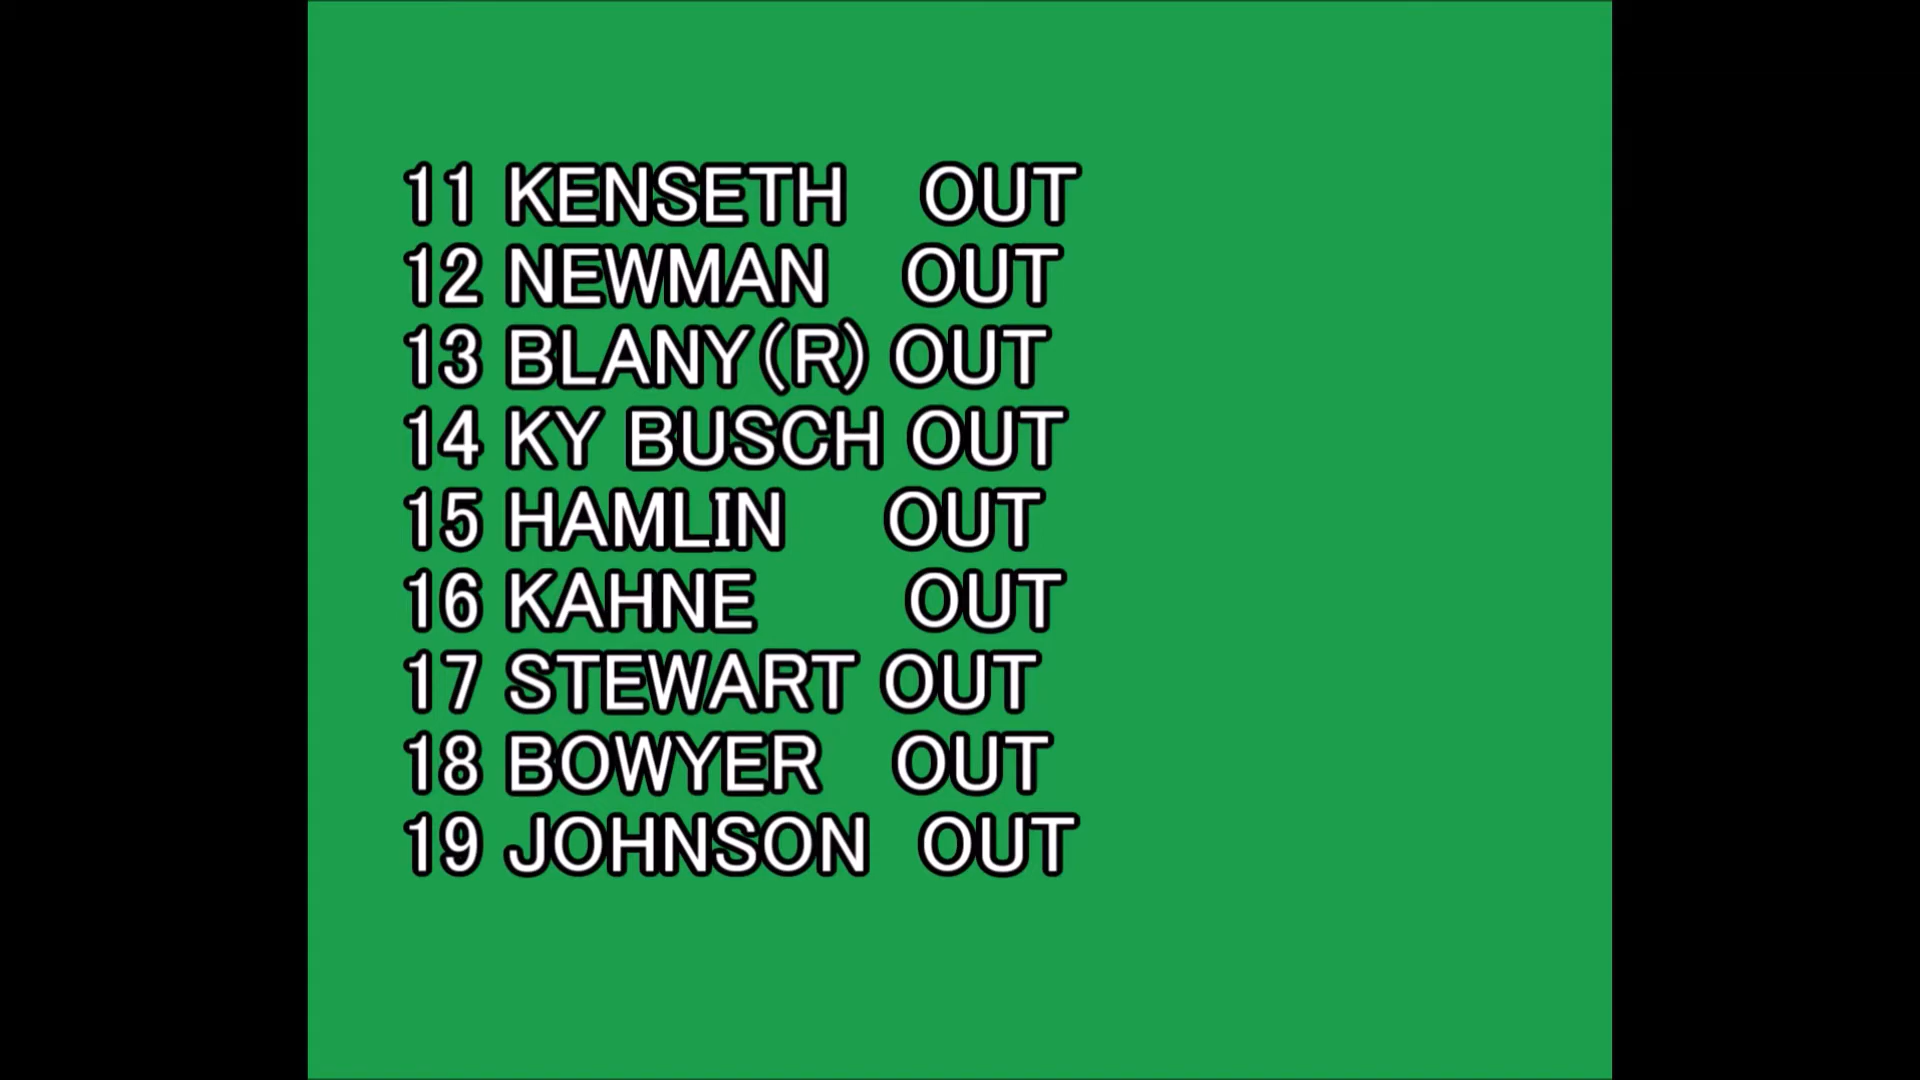 11 KENSETH OUT
12 NEWMAN OUT
13 BLANY(R) OUT
14 KY BUSCH OUT
15 HAMLIN OUT
16 KAHNE OUT
17 STEWART OUT
18 BOWYER OUT
19 JOHNSON OUT